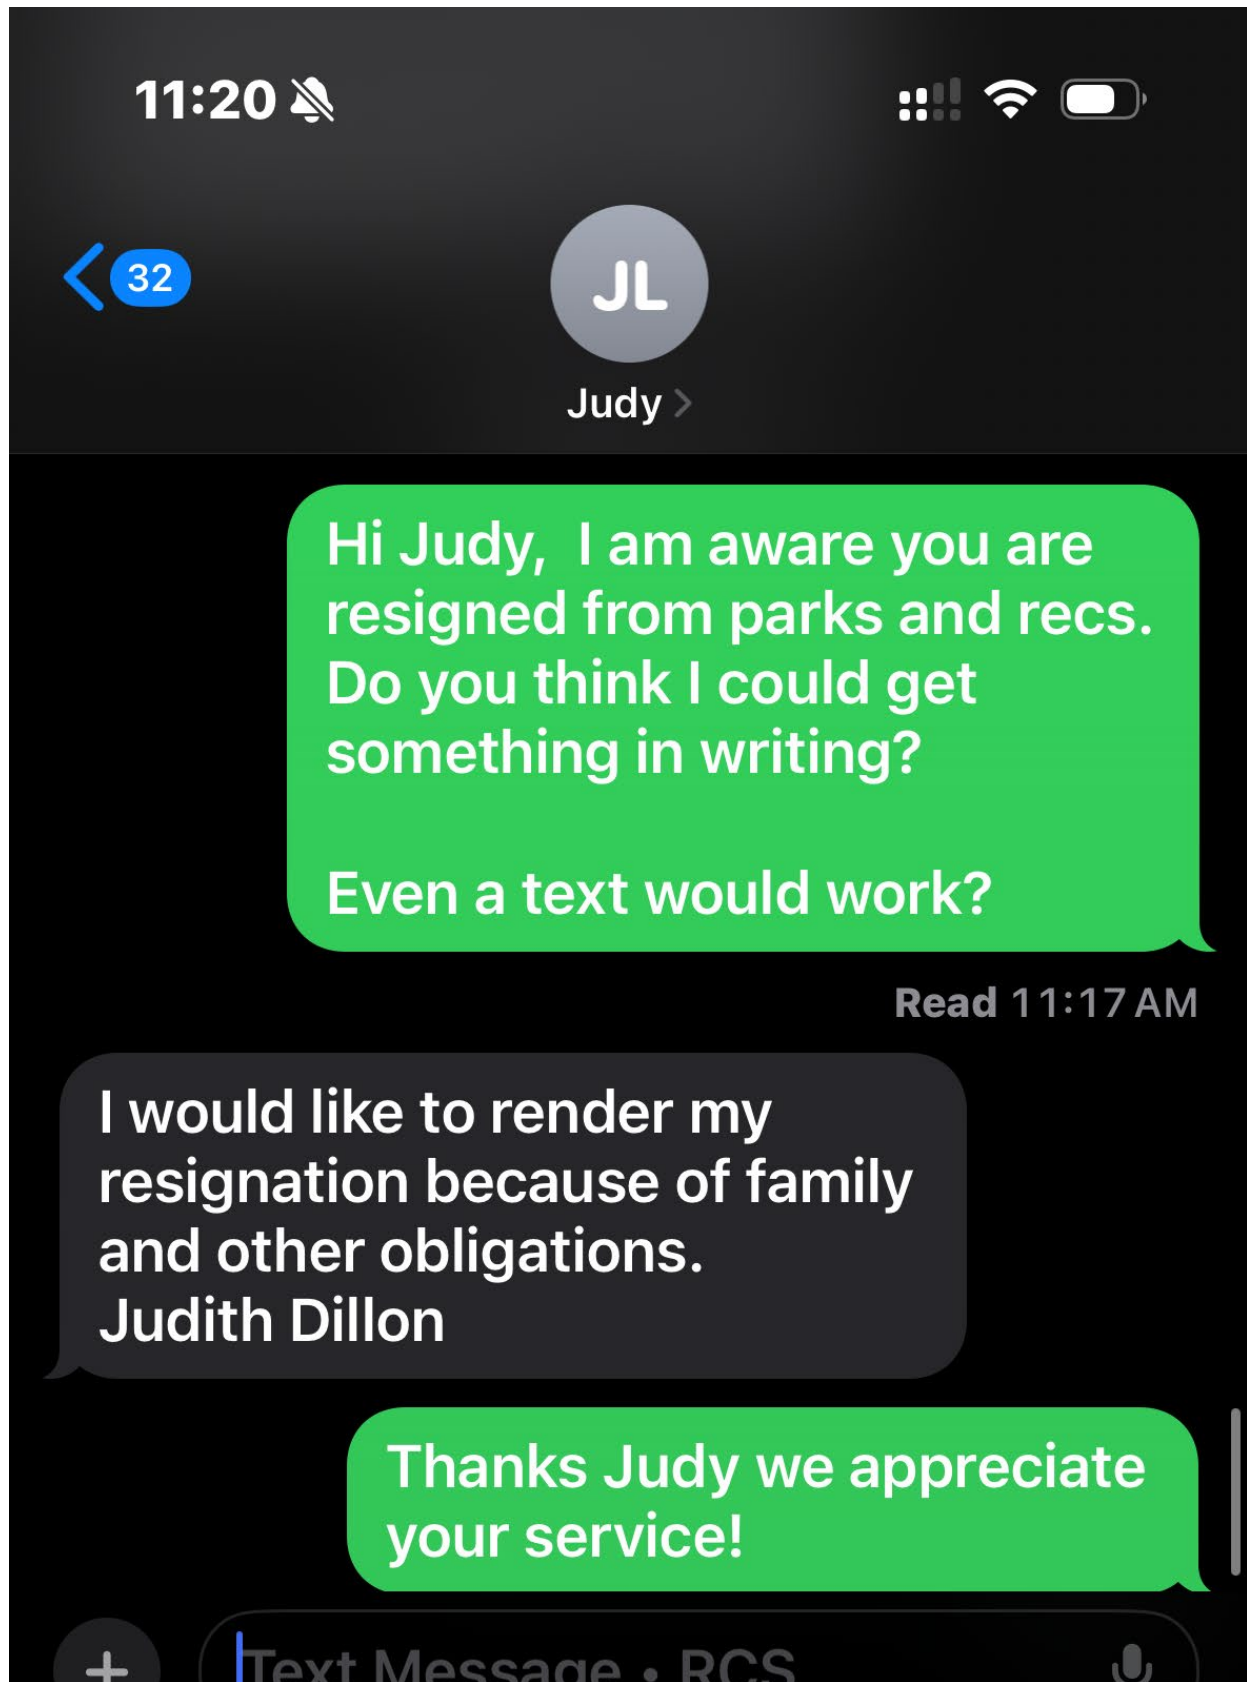 11:20
32
JL
Judy
Hi Judy,  I am aware you are
resigned from parks and recs.
Do you think I could get
something in writing?
Even a text would work?
Read 11:17 AM
I would like to render my
resignation because of family
and other obligations.
Judith Dillon
Thanks Judy we appreciate
your service!
Text Message • RCS